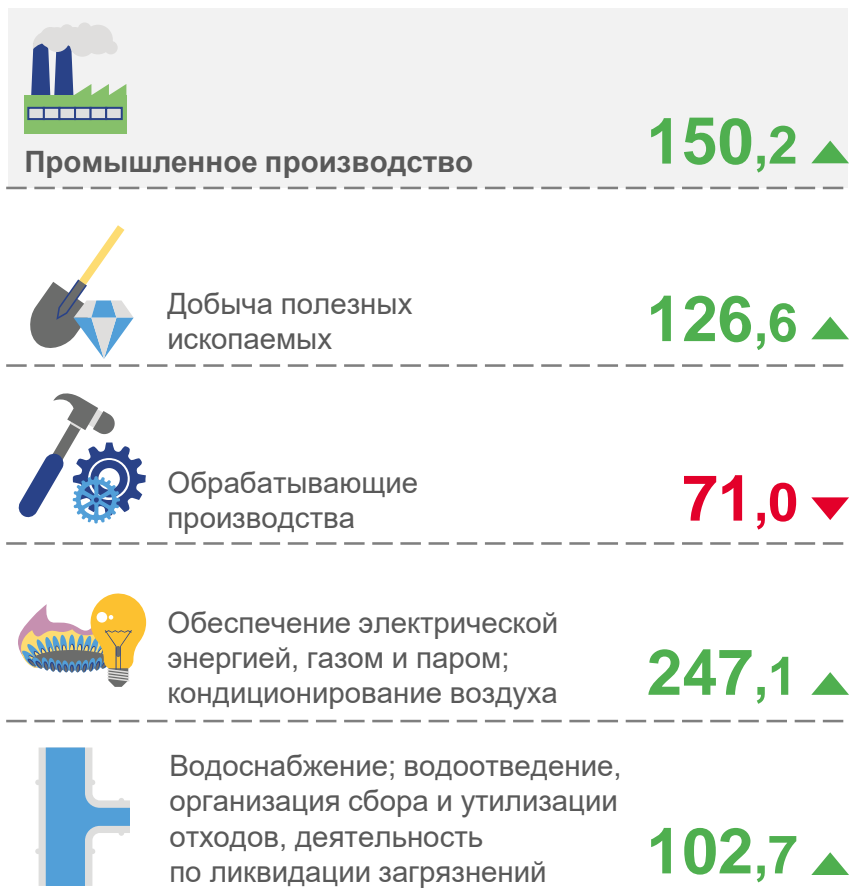 Промышленное производство
150,2
Добыча полезных
ископаемых
126,6
Обрабатывающие
производства
71,0
Обеспечение электрической
энергией, газом и паром;
кондиционирование воздуха
247,1
Водоснабжение; водоотведение,
организация сбора и утилизации
отходов, деятельность
по ликвидации загрязнений
102,7